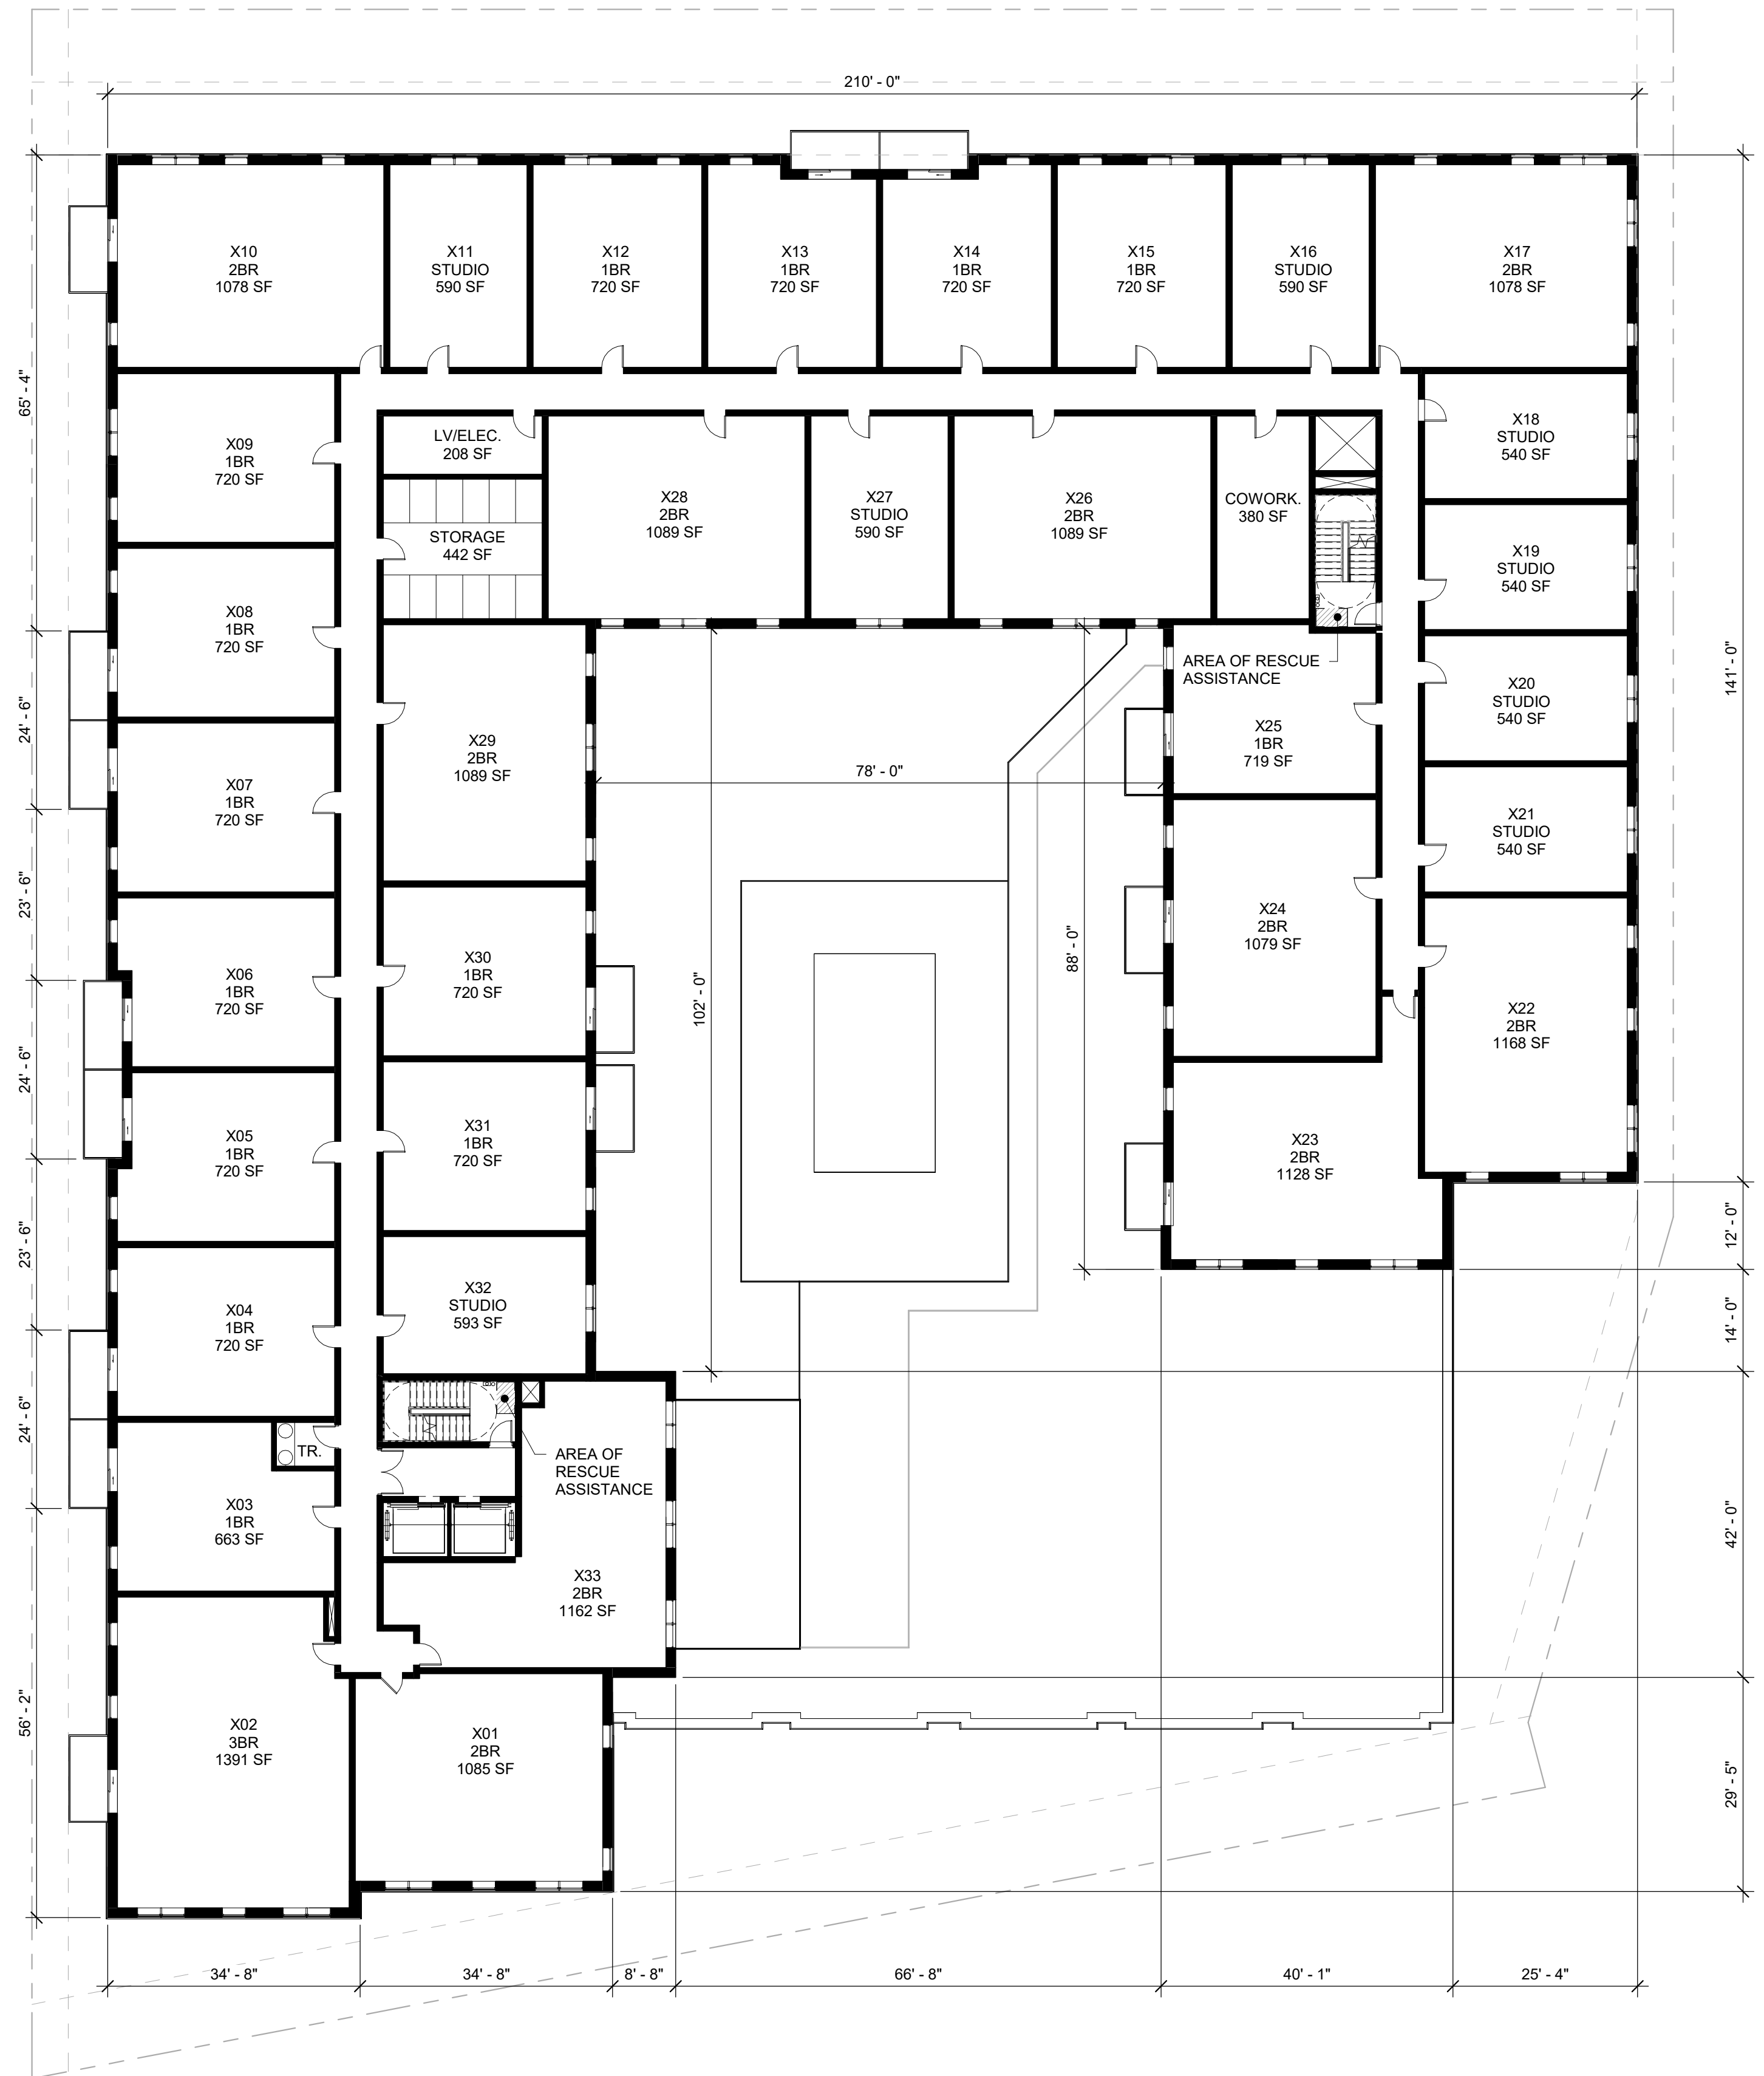 210' - 0"
X10
2BR
1078 SF
X11
STUDIO
590 SF
X12
1BR
720 SF
X13
1BR
720 SF
X14
1BR
720 SF
X15
1BR
720 SF
X16
STUDIO
590 SF
X17
2BR
1078 SF
65' - 4"
X09
1BR
720 SF
LV/ELEC.
208 SF
STORAGE
442 SF
X28
2BR
1089 SF
X27
STUDIO
590 SF
X26
2BR
1089 SF
COWORK.
380 SF
X18
STUDIO
540 SF
X19
STUDIO
540 SF
X08
1BR
720 SF
AREA OF RESCUE
ASSISTANCE
X20
STUDIO
540 SF
141' - 0"
24' - 6"
X29
2BR
1089 SF
X25
1BR
719 SF
78' - 0"
X07
1BR
720 SF
X21
STUDIO
540 SF
23' - 6"
X24
2BR
1079 SF
88' - 0"
102' - 0"
X06
1BR
720 SF
X30
1BR
720 SF
X22
2BR
1168 SF
24' - 6"
X05
1BR
720 SF
X31
1BR
720 SF
X23
2BR
1128 SF
12' - 0"
23' - 6"
X04
1BR
720 SF
X32
STUDIO
593 SF
14' - 0"
24' - 6"
TR.
AREA OF
RESCUE
ASSISTANCE
X03
1BR
663 SF
42' - 0"
X33
2BR
1162 SF
56' - 2"
X02
3BR
1391 SF
X01
2BR
1085 SF
29' - 5"
34' - 8"
34' - 8"
8' - 8"
66' - 8"
40' - 1"
25' - 4"